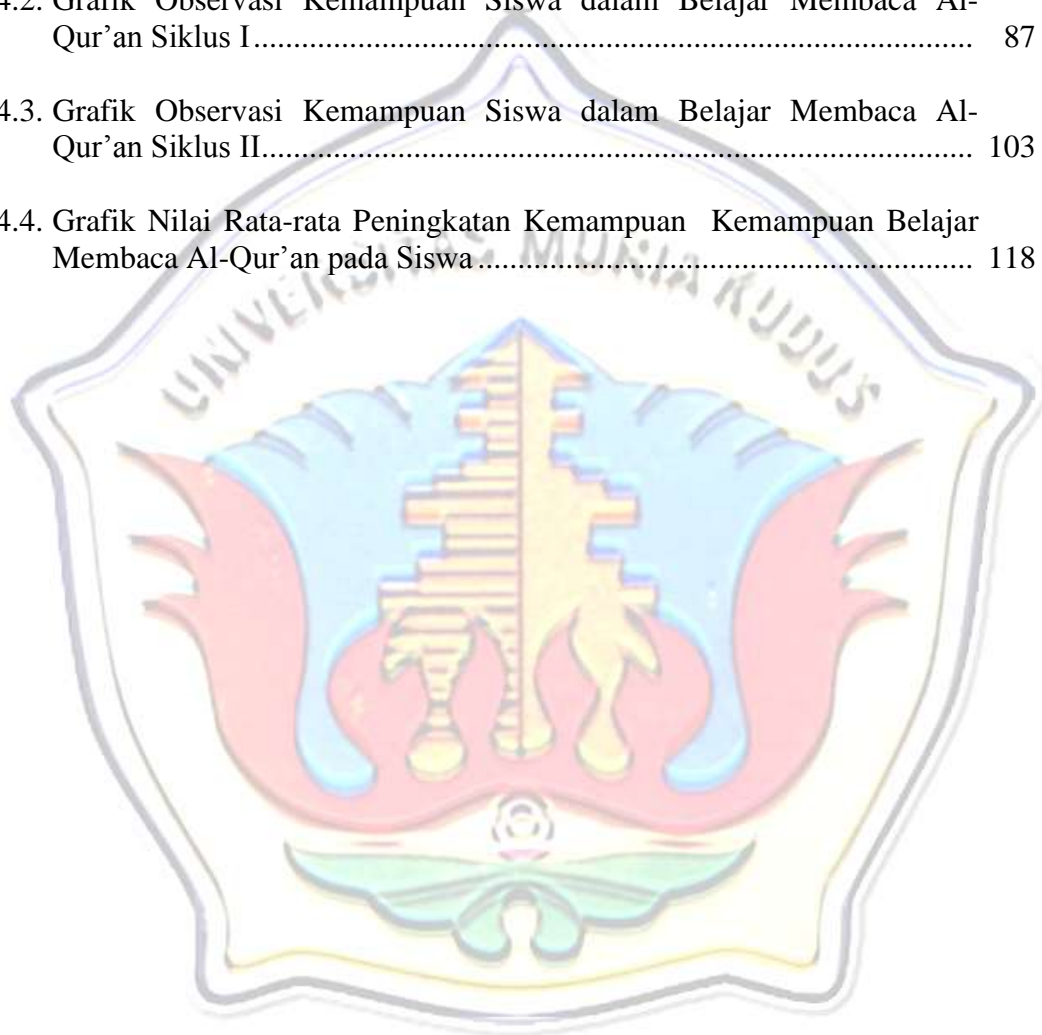 4.2. Grafik Observasi Kemampuan Siswa dalam Belajar Membaca Al-
Qur’an Siklus I.......................................................................................... 87
4.3. Grafik Observasi Kemampuan Siswa dalam Belajar Membaca Al-
Qur’an Siklus II......................................................................................... 103
4.4. Grafik Nilai Rata-rata Peningkatan Kemampuan Kemampuan Belajar
Membaca Al-Qur’an pada Siswa .............................................................. 118
UNIVERSITAS MURIA KUDUS